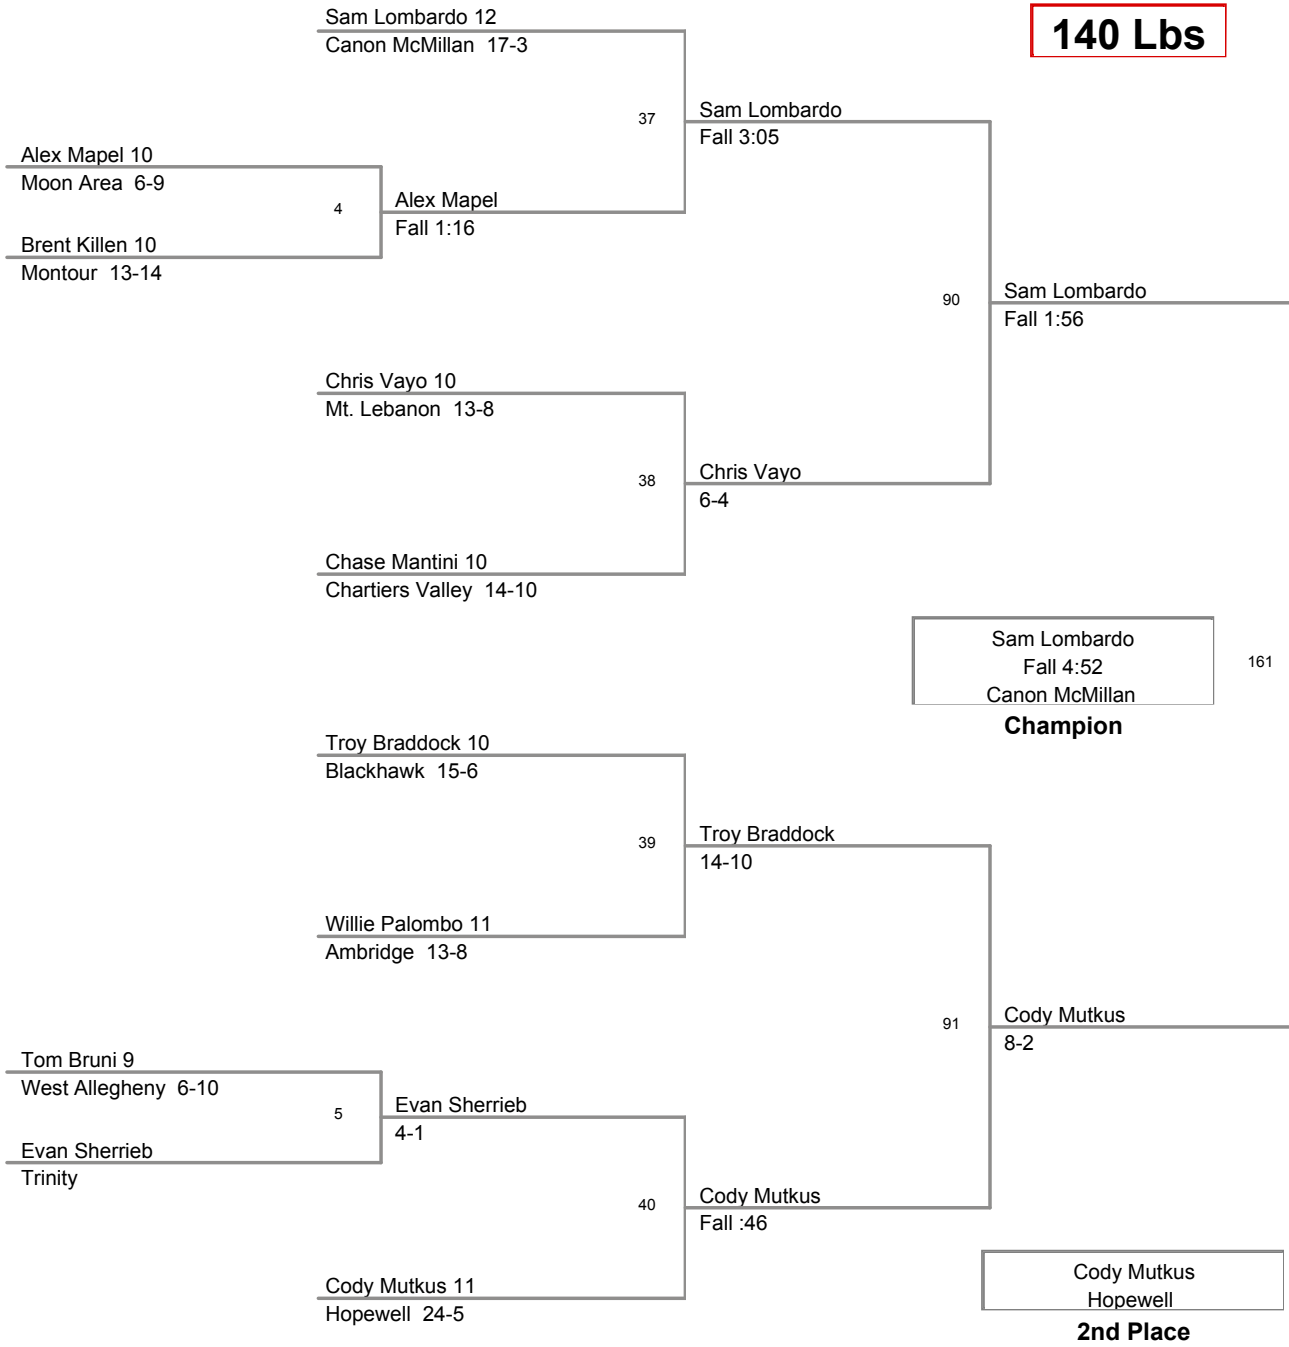 Sam Lombardo 12
Canon McMillan 17-3
140 Lbs
37
Sam Lombardo
Fall 3:05
Alex Mapel 10
Moon Area 6-9
4
Alex Mapel
Fall 1:16
Brent Killen 10
Montour 13-14
90
Sam Lombardo
Fall 1:56
Chris Vayo 10
Mt. Lebanon 13-8
38
Chris Vayo
6-4
Chase Mantini 10
Chartiers Valley 14-10
Sam Lombardo
Fall 4:52
Canon McMillan
161
Champion
Troy Braddock 10
Blackhawk 15-6
39
Troy Braddock
14-10
Willie Palombo 11
Ambridge 13-8
91
Cody Mutkus
8-2
Tom Bruni 9
West Allegheny 6-10
5
Evan Sherrieb
4-1
Evan Sherrieb
Trinity
40
Cody Mutkus
Fall :46
Cody Mutkus 11
Hopewell 24-5
Cody Mutkus
Hopewell
2nd Place